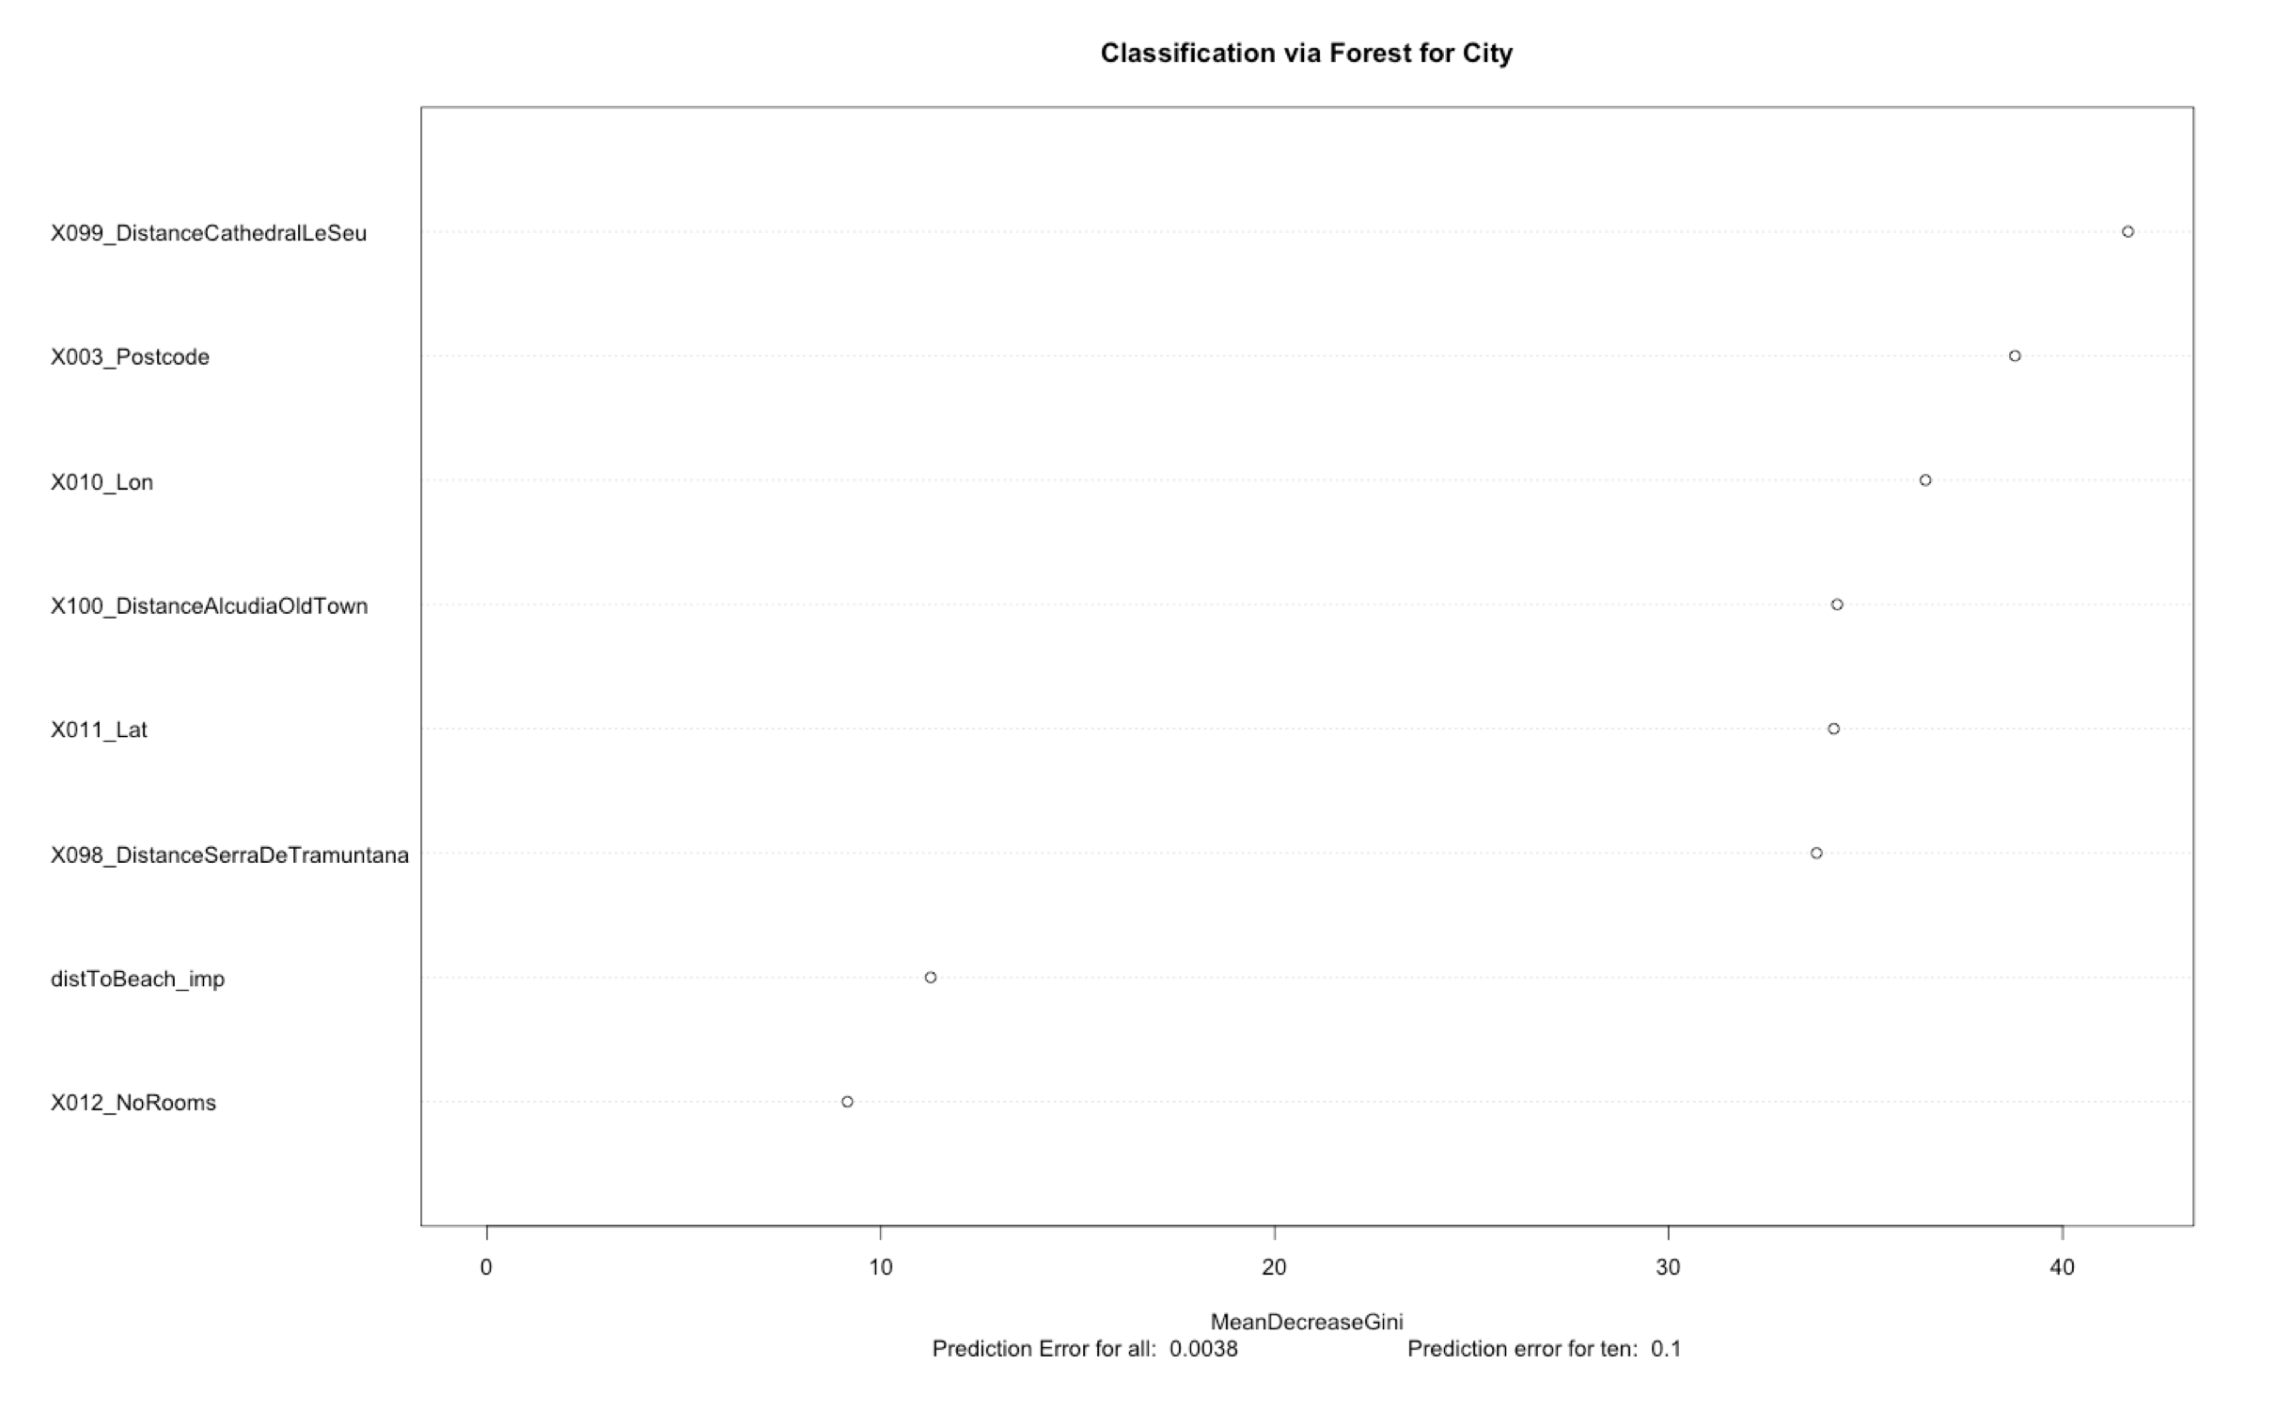 Classification via Forest for City
X099_DistanceCathedralLeSeu
X003_Postcode
X010_Lon
X100_DistanceAlcudiaOldTown
X011_Lat
X098_DistanceSerraDeTramuntana
distToBeach_imp
X012_NoRooms
0 10 20 30 40
MeanDecreaseGini
Prediction Error for all: 0.0038 Prediction error for ten: 0.1